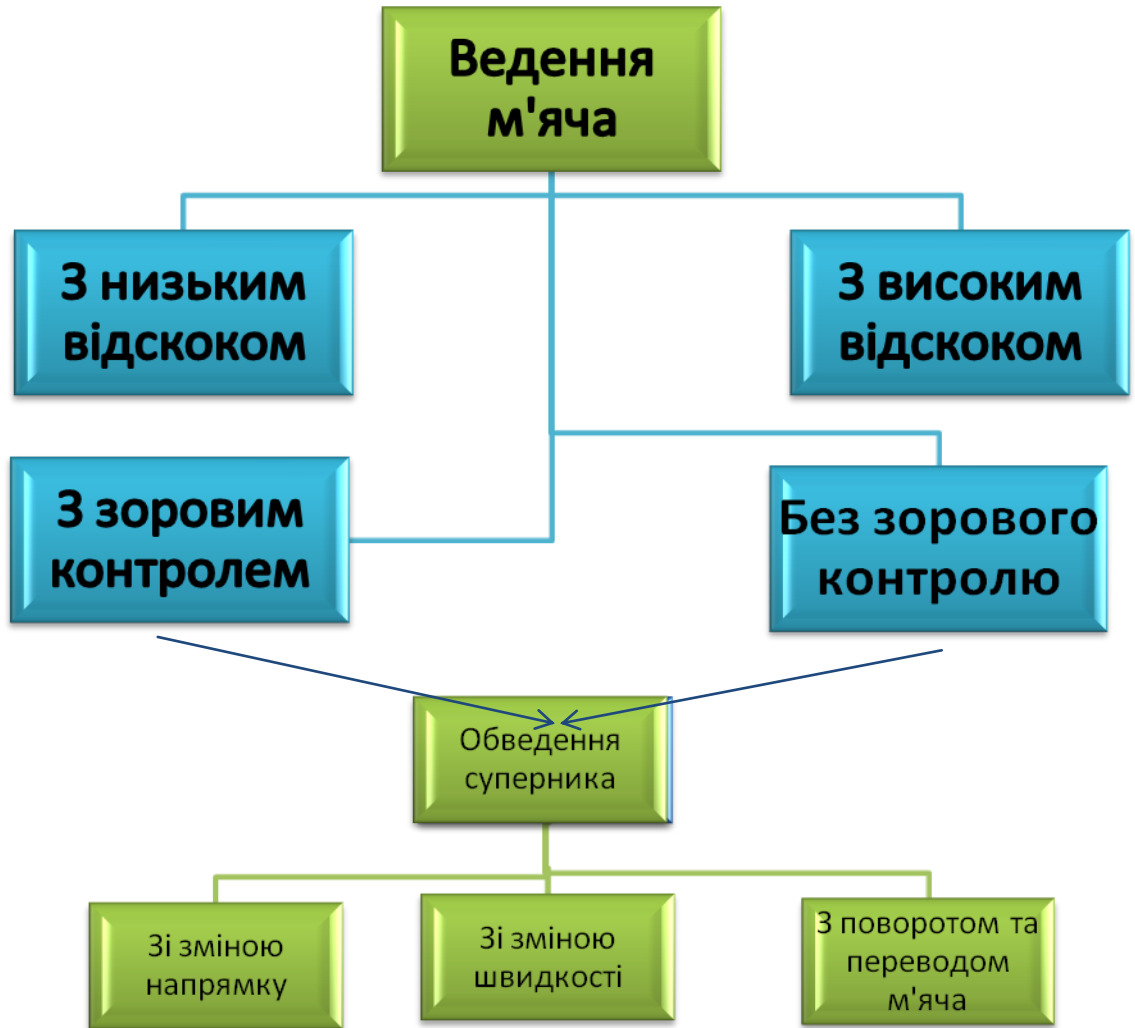 Ведення
м'яча
З низьким
відскоком
З високим
відскоком
З зоровим
контролем
Без зорового
контролю
Обведення
суперника
Зі зміною
напрямку
Зі зміною
швидкості
З поворотом та
переводом
м'яча